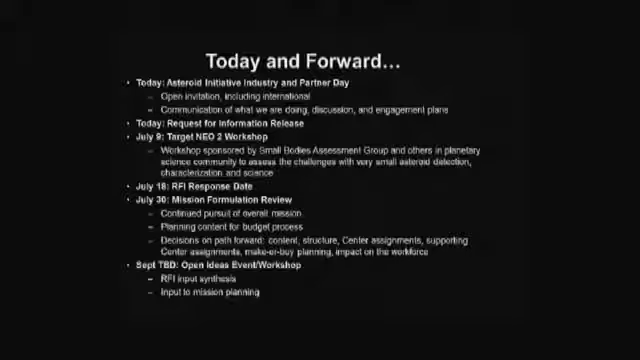 Today and Forward…
• Today: Asteroid Initiative Industry and Partner Day
– Open invitation, including international
– Communication of what we are doing, discussion, and engagement plans
• Today: Request for Information Release
• July 9: Target NEO 2 Workshop
– Workshop sponsored by Small Bodies Assessment Group and others in planetary
science community to assess the challenges with very small asteroid detection,
characterization and science
• July 18: RFI Response Date
• July 30: Mission Formulation Review
– Continued pursuit of overall mission
– Planning content for budget process
– Decisions on path forward: content, structure, Center assignments, supporting
Center assignments, make-or-buy planning, impact on the workforce
• Sept TBD: Open Ideas Event/Workshop
– RFI input synthesis
– Input to mission planning